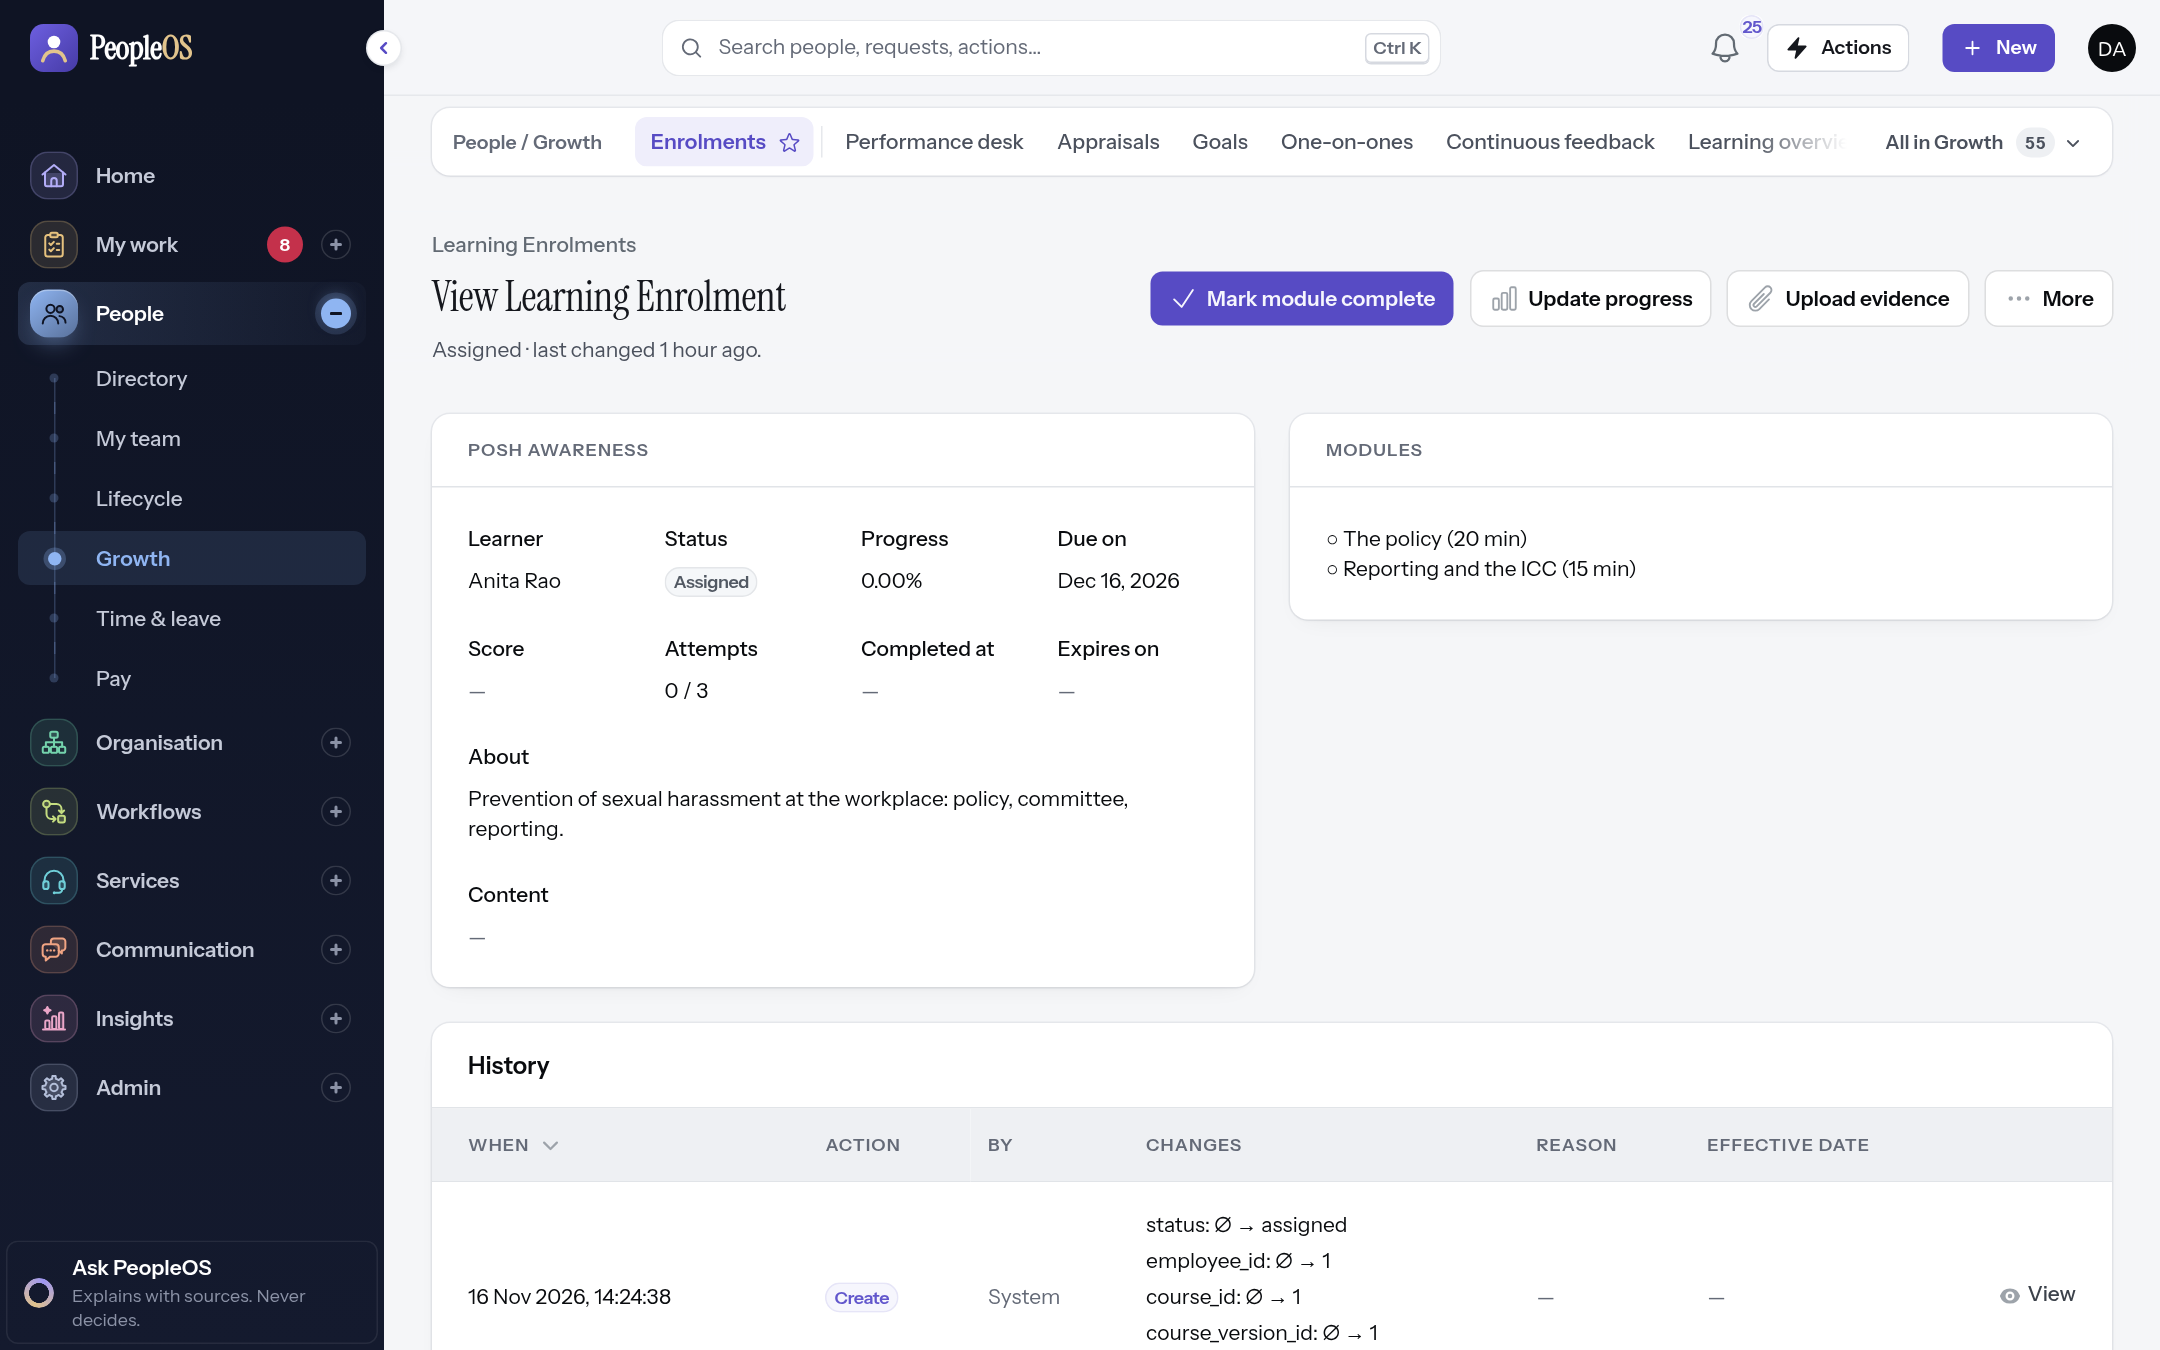 PeopleOS
Search people, requests, actions...
Ctrl K
25
Actions
New
DA
Home
My work
8
People
Directory
My team
Lifecycle
Growth
Time & leave
Pay
Organisation
Workflows
Services
Communication
Insights
Admin
Ask PeopleOS
Explains with sources. Never
decides.
People / Growth
Enrolments
Performance desk
Appraisals
Goals
One-on-ones
Continuous feedback
Learning overvie
All in Growth
55
Learning Enrolments
View Learning Enrolment
Assigned · last changed 1 hour ago.
Mark module complete
Update progress
Upload evidence
More
POSH AWARENESS
Learner
Status
Progress
Due on
Anita Rao
Assigned
0.00%
Dec 16, 2026
Score
Attempts
Completed at
Expires on
—
0 / 3
—
—
About
Prevention of sexual harassment at the workplace: policy, committee,
reporting.
Content
—
MODULES
○ The policy (20 min)
○ Reporting and the ICC (15 min)
History
WHEN
ACTION
BY
CHANGES
REASON
EFFECTIVE DATE
16 Nov 2026, 14:24:38
Create
System
status: ∅ → assigned
employee_id: ∅ → 1
course_id: ∅ → 1
course_version_id: ∅ → 1
—
—
View